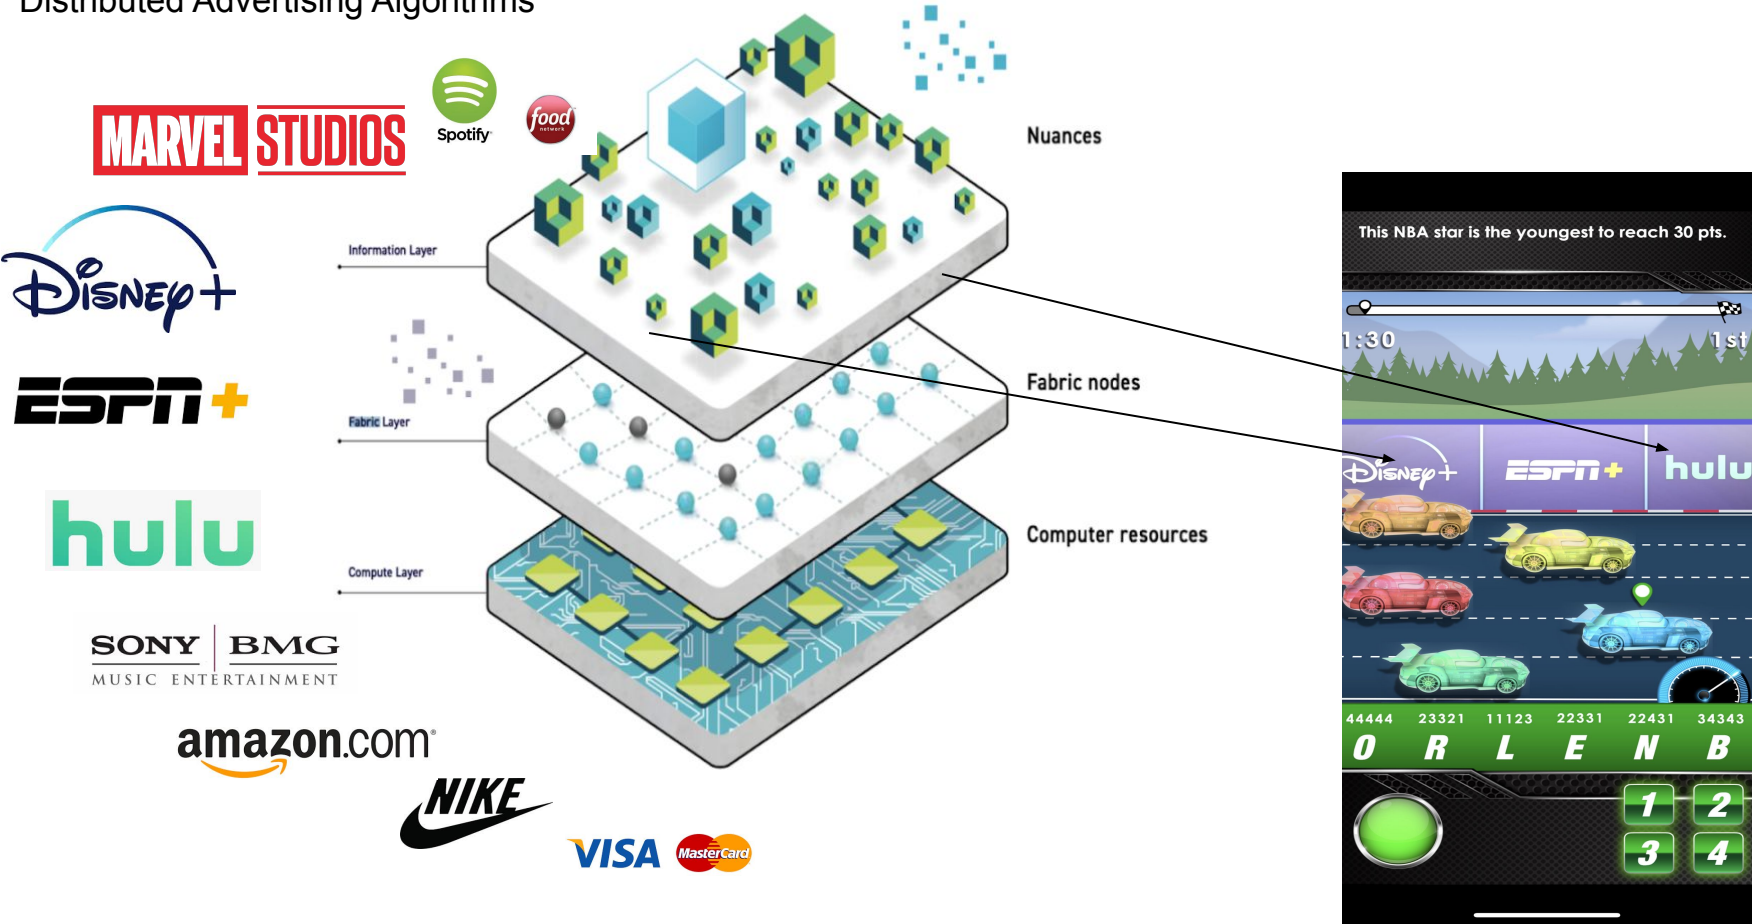 Distributed Advertising Algorithms
Spotify
food
network
MARVEL STUDIOS
Nuances
This NBA star is the youngest to reach 30 pts.
Information Layer
Disney+
1:30
1st
ESPN+
Fabric nodes
Fabric Layer
Disney+ ESPN+ hulu
hulu
Computer resources
Compute Layer
SONY BMG
MUSIC ENTERTAINMENT
44444 23321 11123 22331 22431 34343
O R L E N B
amazon.com
NIKE
1 2
3 4
VISA MasterCard